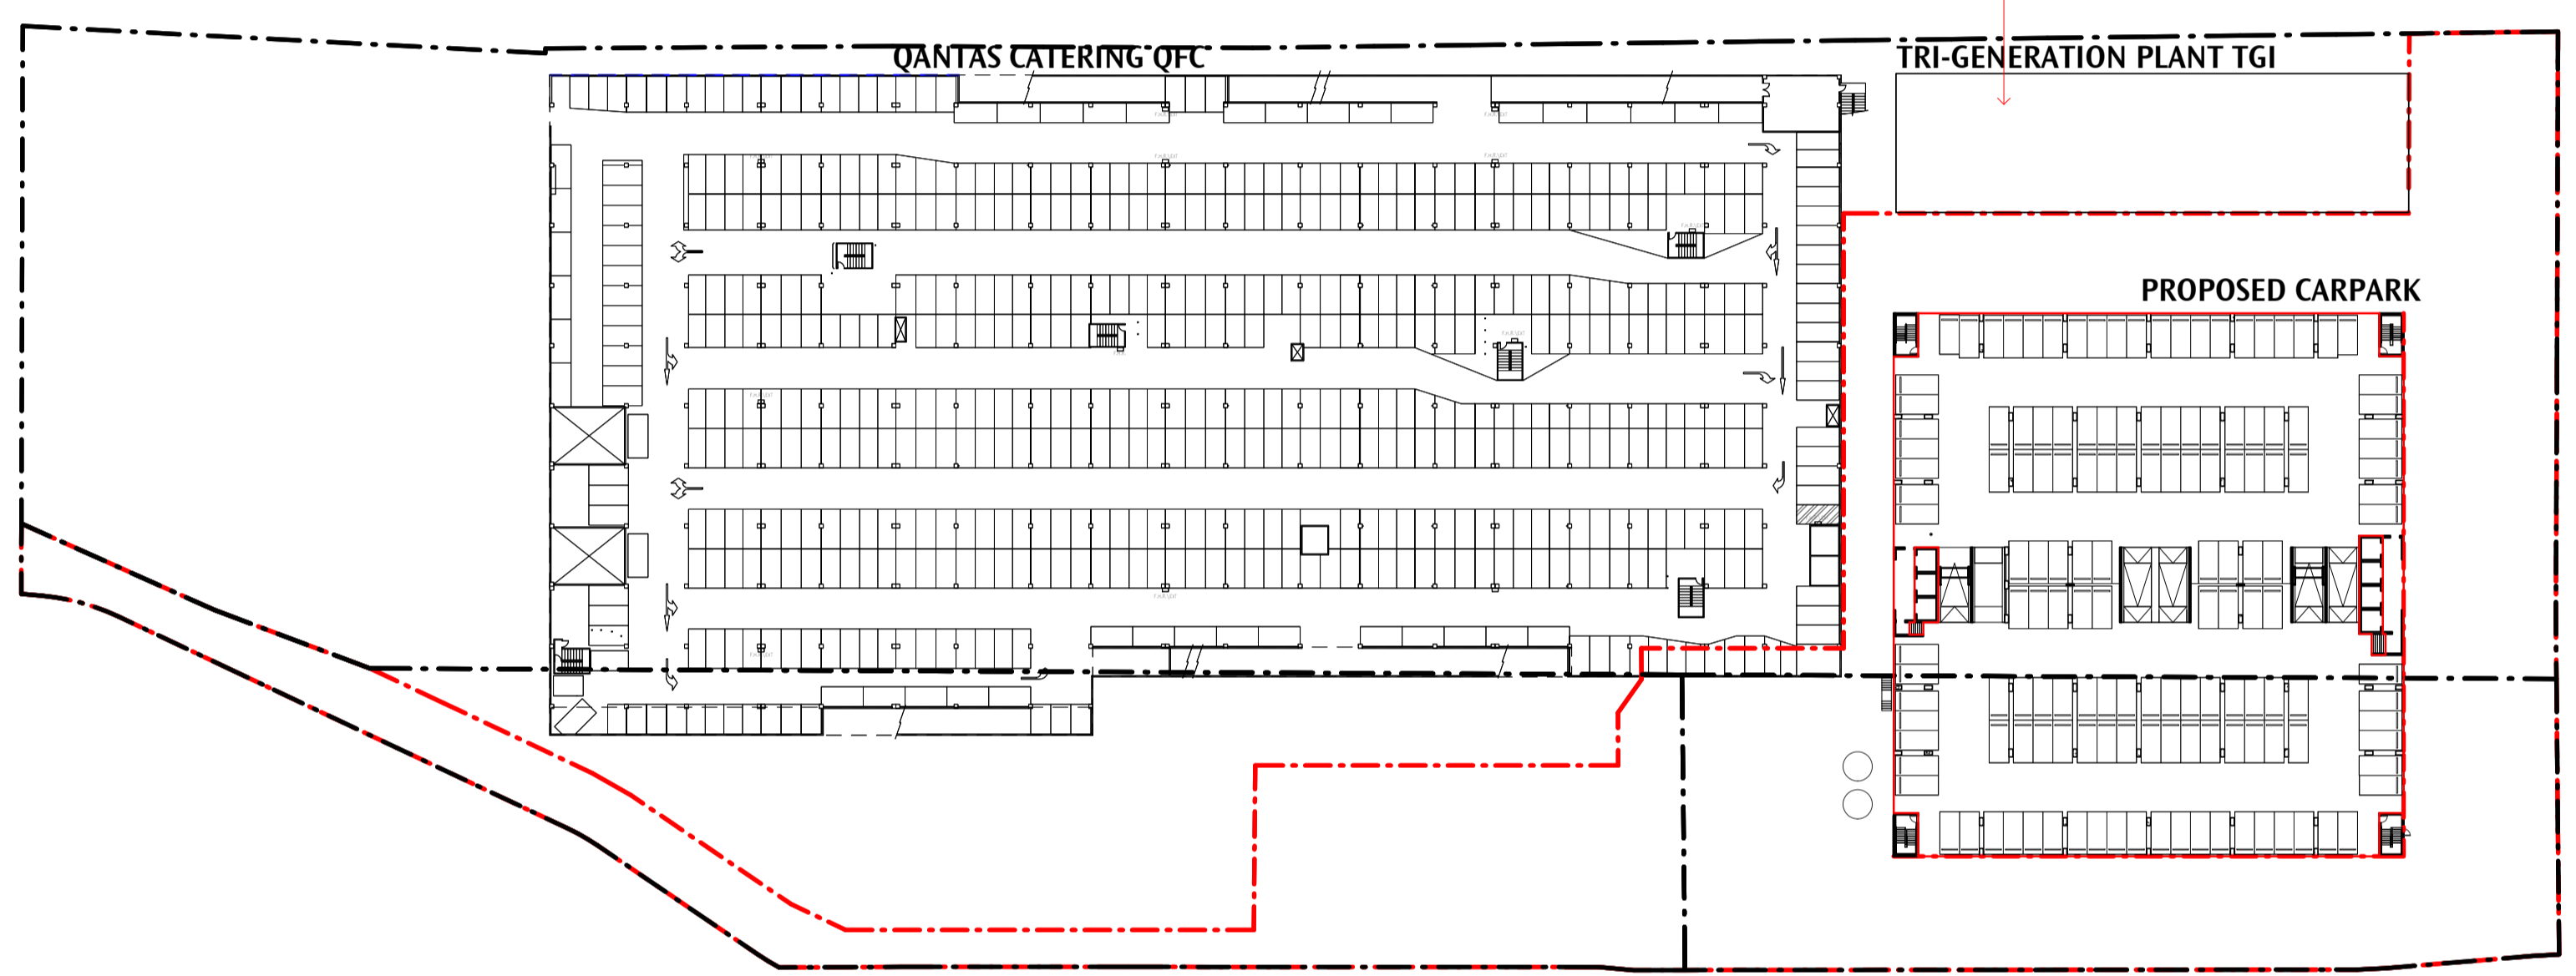 QANTAS CATERING QFC
TRI-GENERATION PLANT TGI
PROPOSED CARPARK